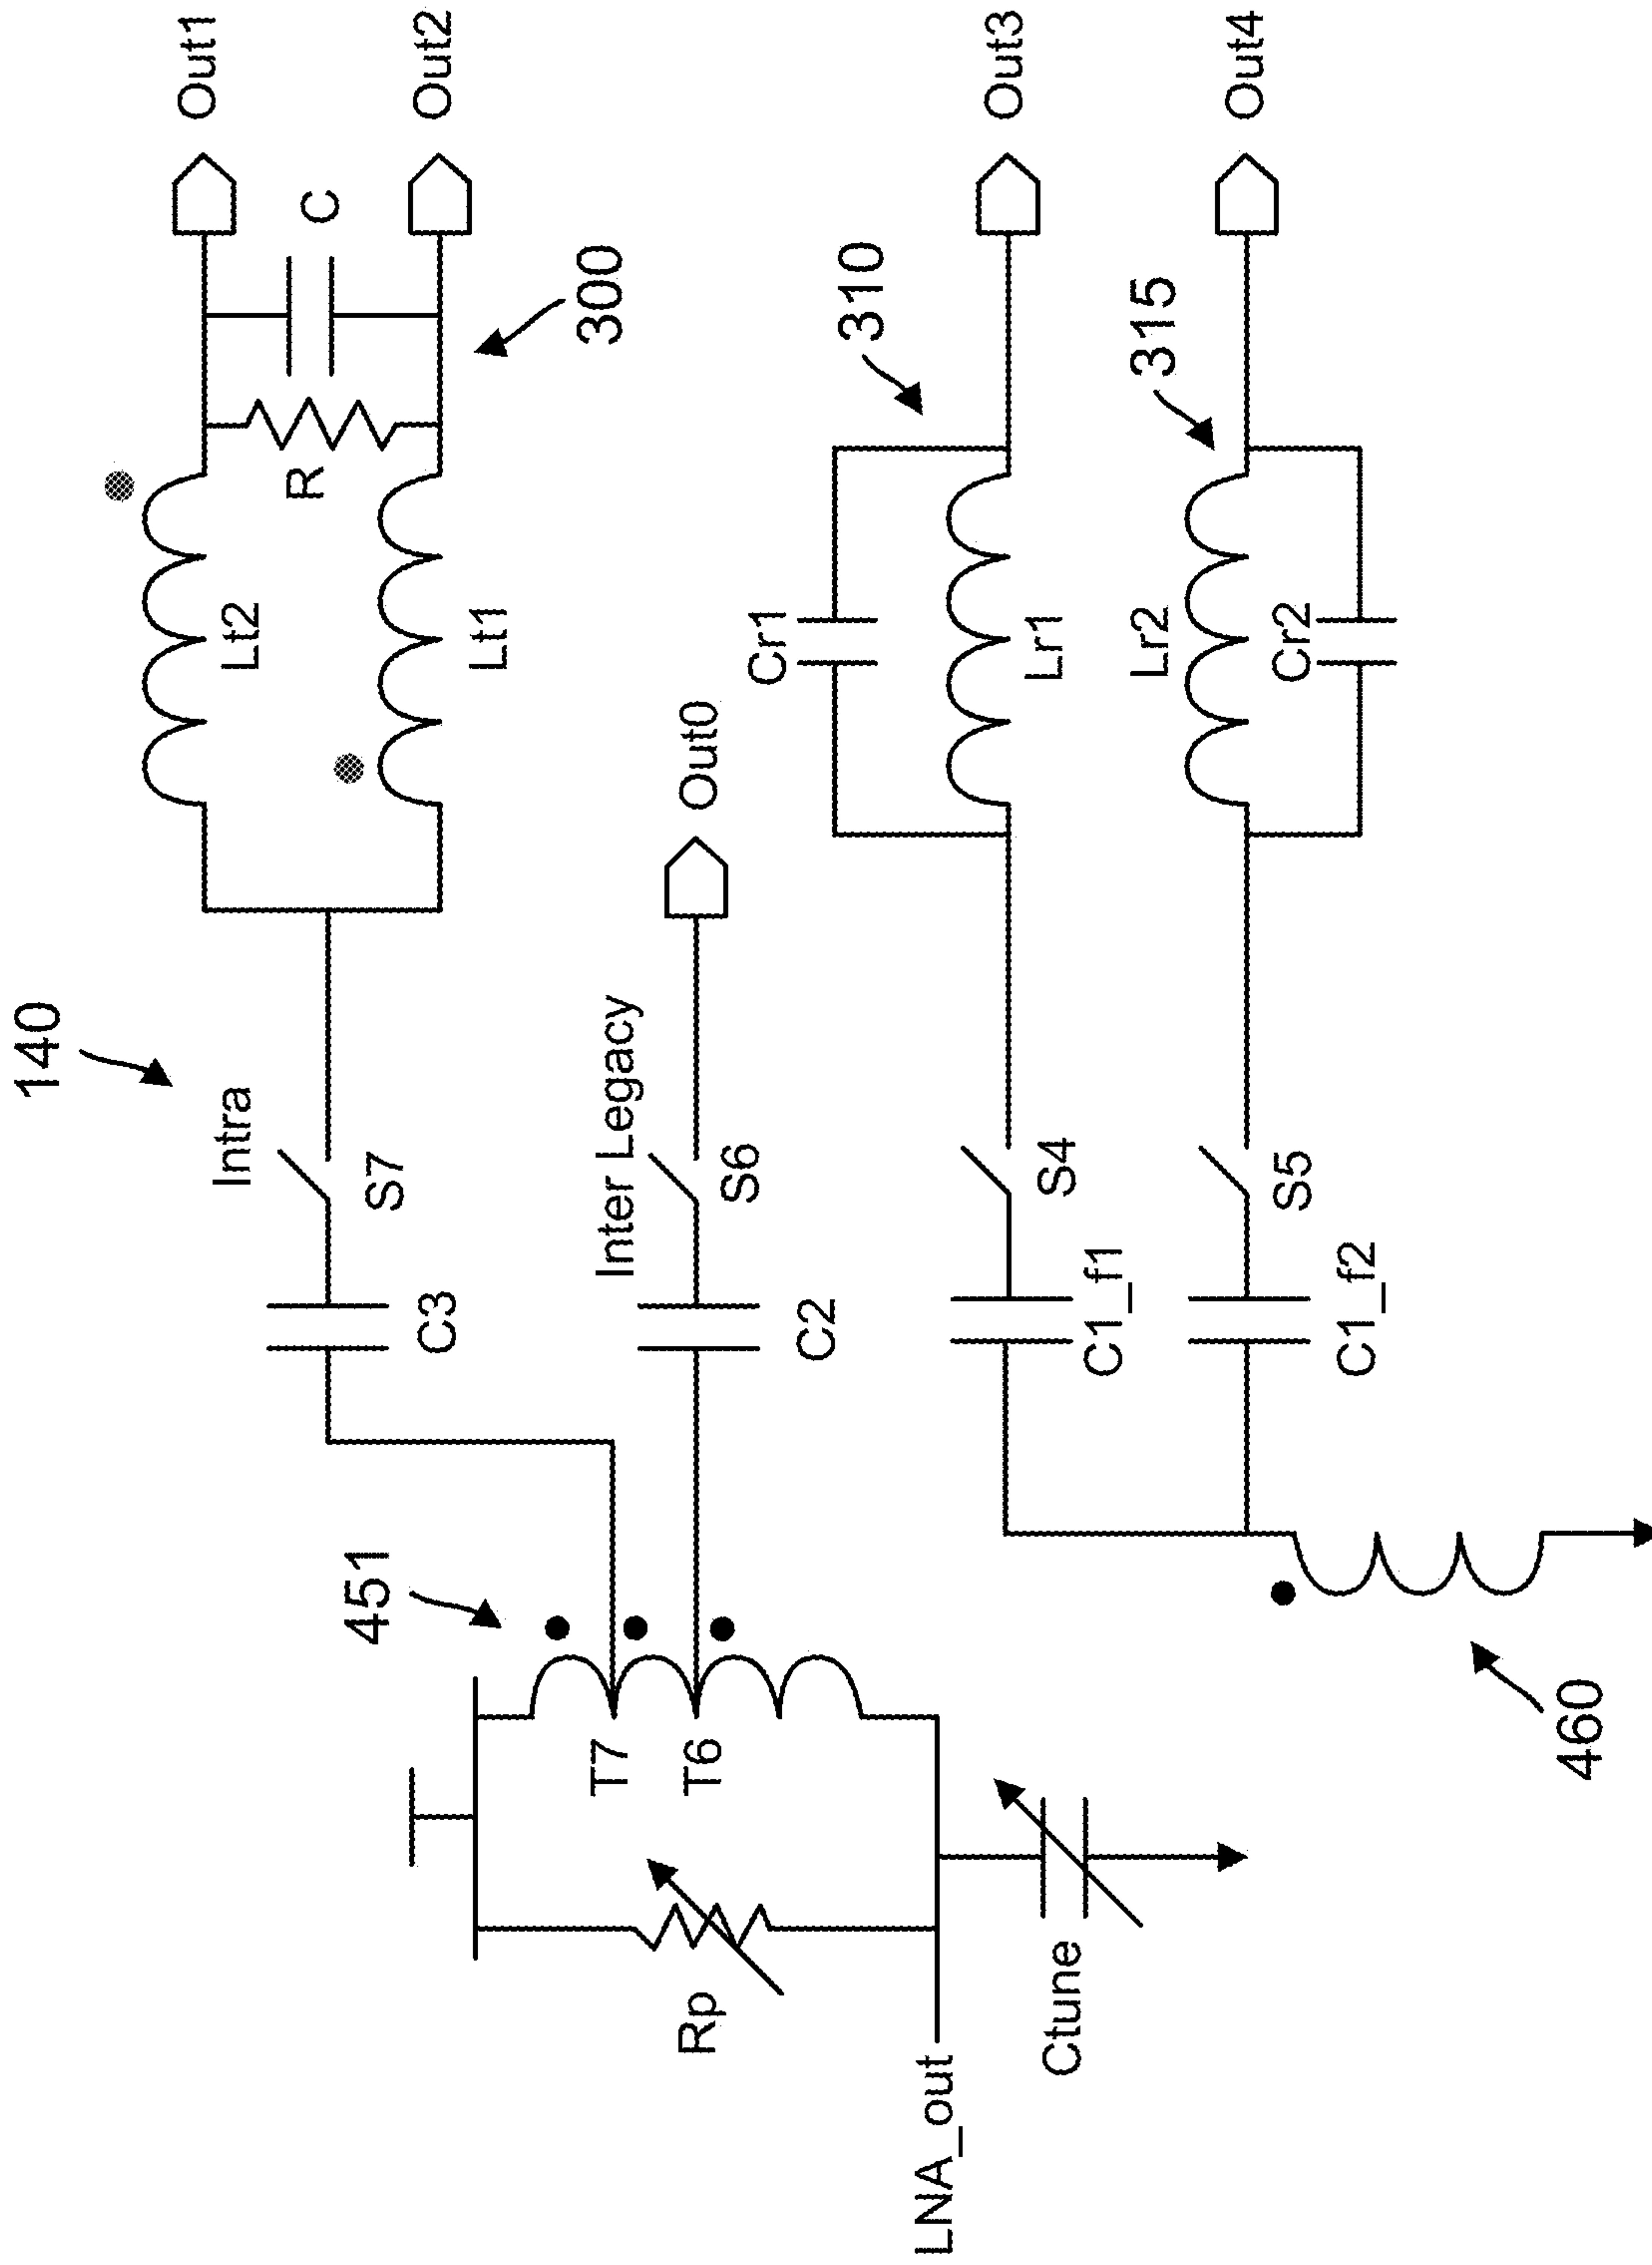 140
Intra
S7
C3
Lt2
Lt1
R
C
Out1
Out2
300
451
T7
T6
Rp
LNA_out
Ctune
Inter Legacy
S6
C2
Out0
Cr1
Lr1
310
Out3
S4
C1_f1
Lr2
Cr2
315
Out4
S5
C1_f2
460